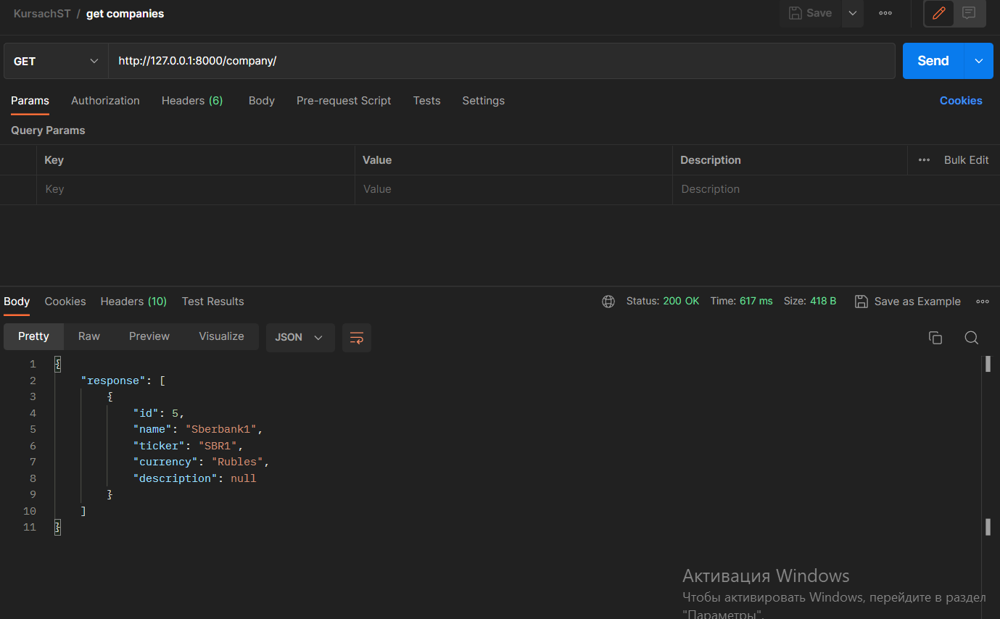 KursachST / get companies
Save
GET http://127.0.0.1:8000/company/ Send
Params Authorization Headers (6) Body Pre-request Script Tests Settings Cookies
Query Params
Key Value Description Bulk Edit
Key Value Description
Body Cookies Headers (10) Test Results Status: 200 OK Time: 617 ms Size: 418 B Save as Example
Pretty Raw Preview Visualize JSON
1 {
2 "response": [
3 {
4 "id": 5,
5 "name": "Sberbank1",
6 "ticker": "SBR1",
7 "currency": "Rubles",
8 "description": null
9 }
10 ]
11 }
Активация Windows
Чтобы активировать Windows, перейдите в раздел
"Параметры".